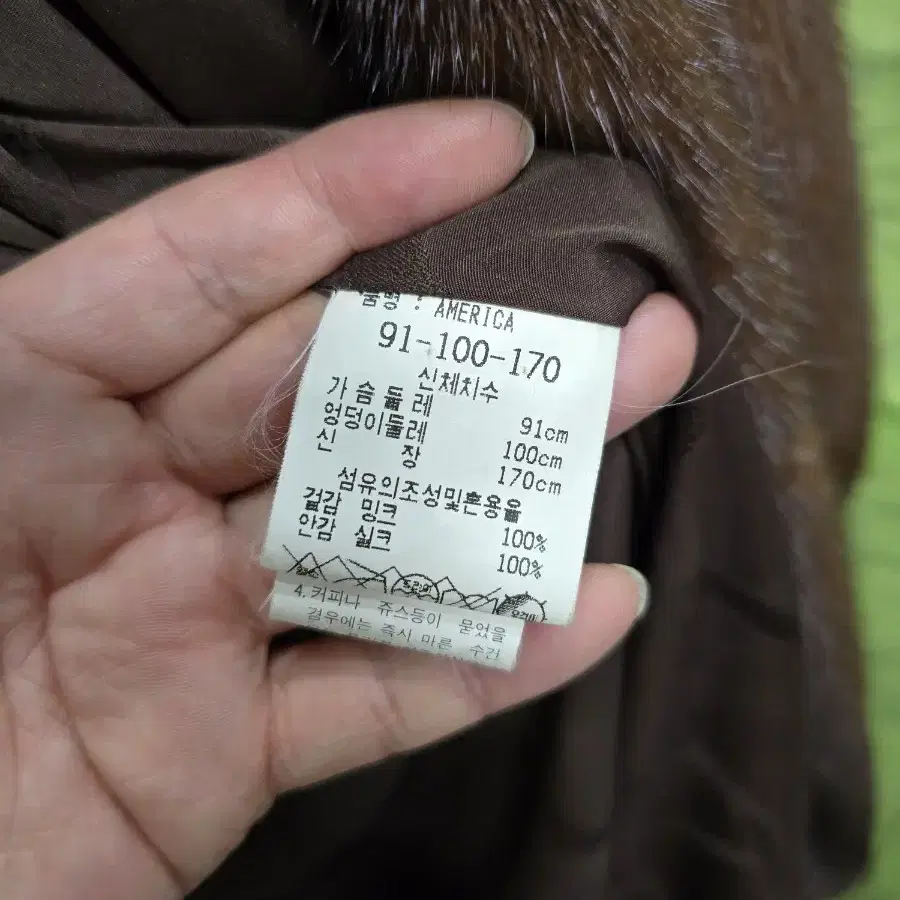 품명 : AMERICA
91-100-170
신체치수
가슴둘레 91cm
엉덩이둘레 100cm
신 장 170cm
섬유의조성및혼용율
겉감 밍크 100%
안감 실크 100%
4.커피나 쥬스등이 묻었을
경우에는 즉시 마른 수건